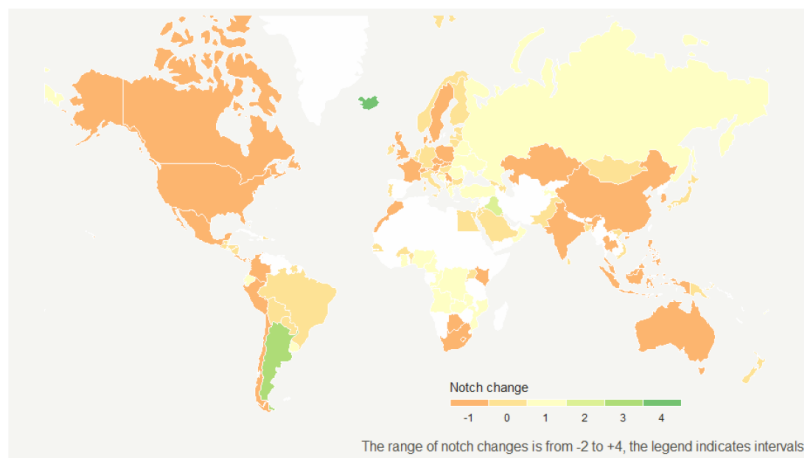 Notch change
-1 0 1 2 3 4
The range of notch changes is from -2 to +4, the legend indicates intervals